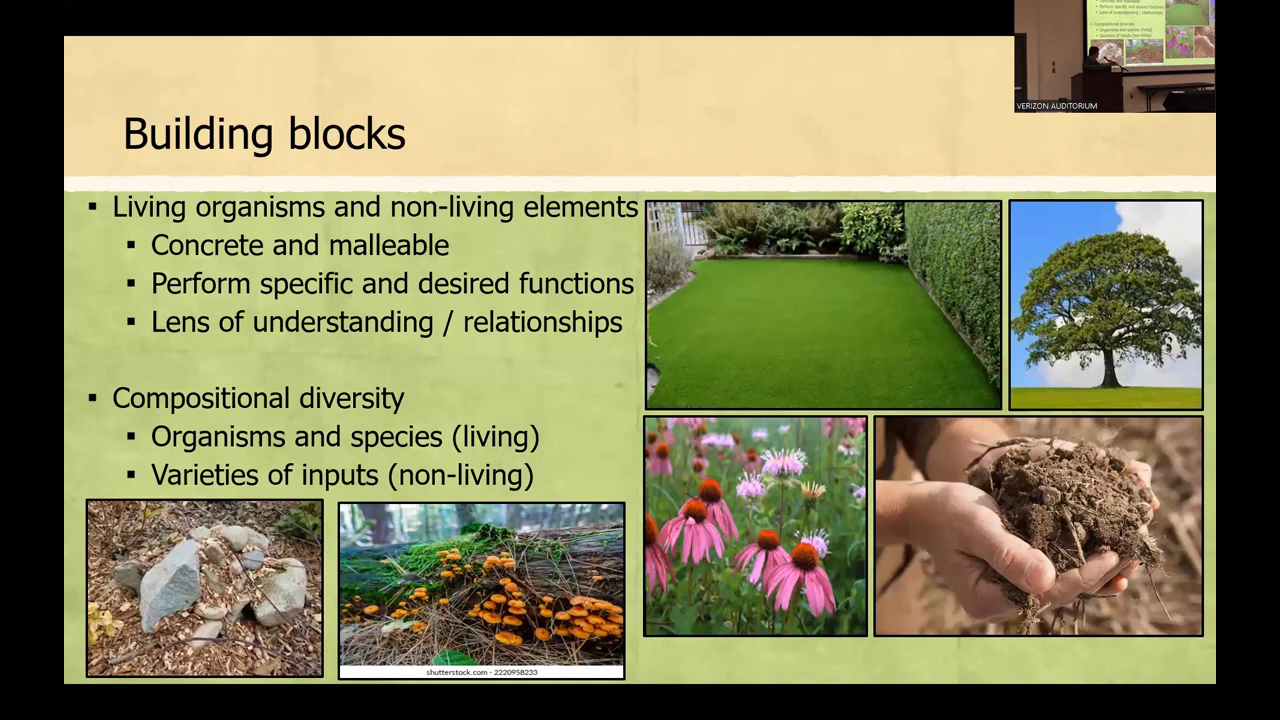 VERIZON AUDITORIUM
Building blocks
▪ Living organisms and non-living elements
▪ Concrete and malleable
▪ Perform specific and desired functions
▪ Lens of understanding / relationships
▪ Compositional diversity
▪ Organisms and species (living)
▪ Varieties of inputs (non-living)
shutterstock.com · 2220958233